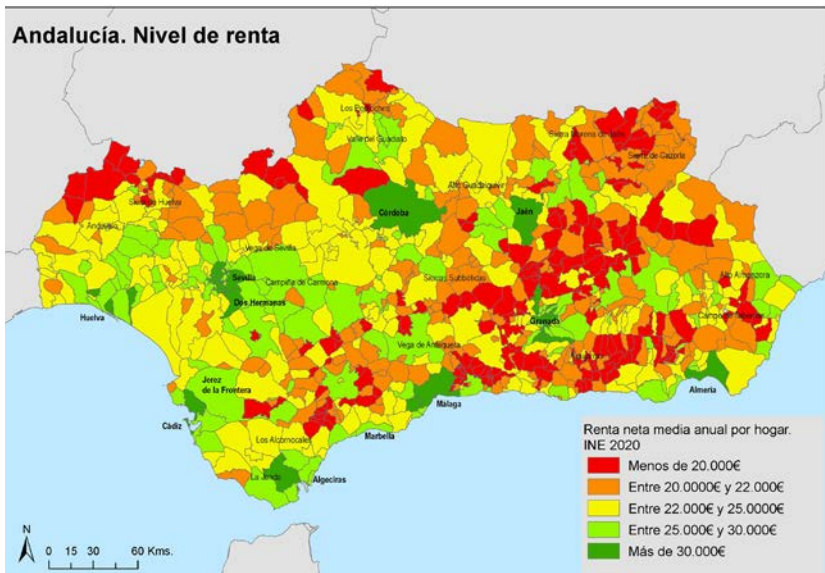 Andalucía. Nivel de renta
Los Pedroches
Valle del Guadiato
Sierra Morena de Jaén
Sierra de Cazorla
Sierra de Huelva
Alto Guadalquivir
Córdoba
Jaén
Andévalo
Vega de Sevilla
Sevilla
Campiña de Carmona
Subbéticas
Alto Almanzora
Dos Hermanas
Huelva
Granada
Vega de Antequera
Jerez
de la Frontera
Málaga
Almería
Cádiz
Marbella
Los Alcornocales
La Janda
Algeciras
Renta neta media anual por hogar.
INE 2020
Menos de 20.000€
Entre 20.0000€ y 22.000€
Entre 22.000€ y 25.0000€
Entre 25.000€ y 30.000€
Más de 30.000€
N
0 15 30 60 Kms.